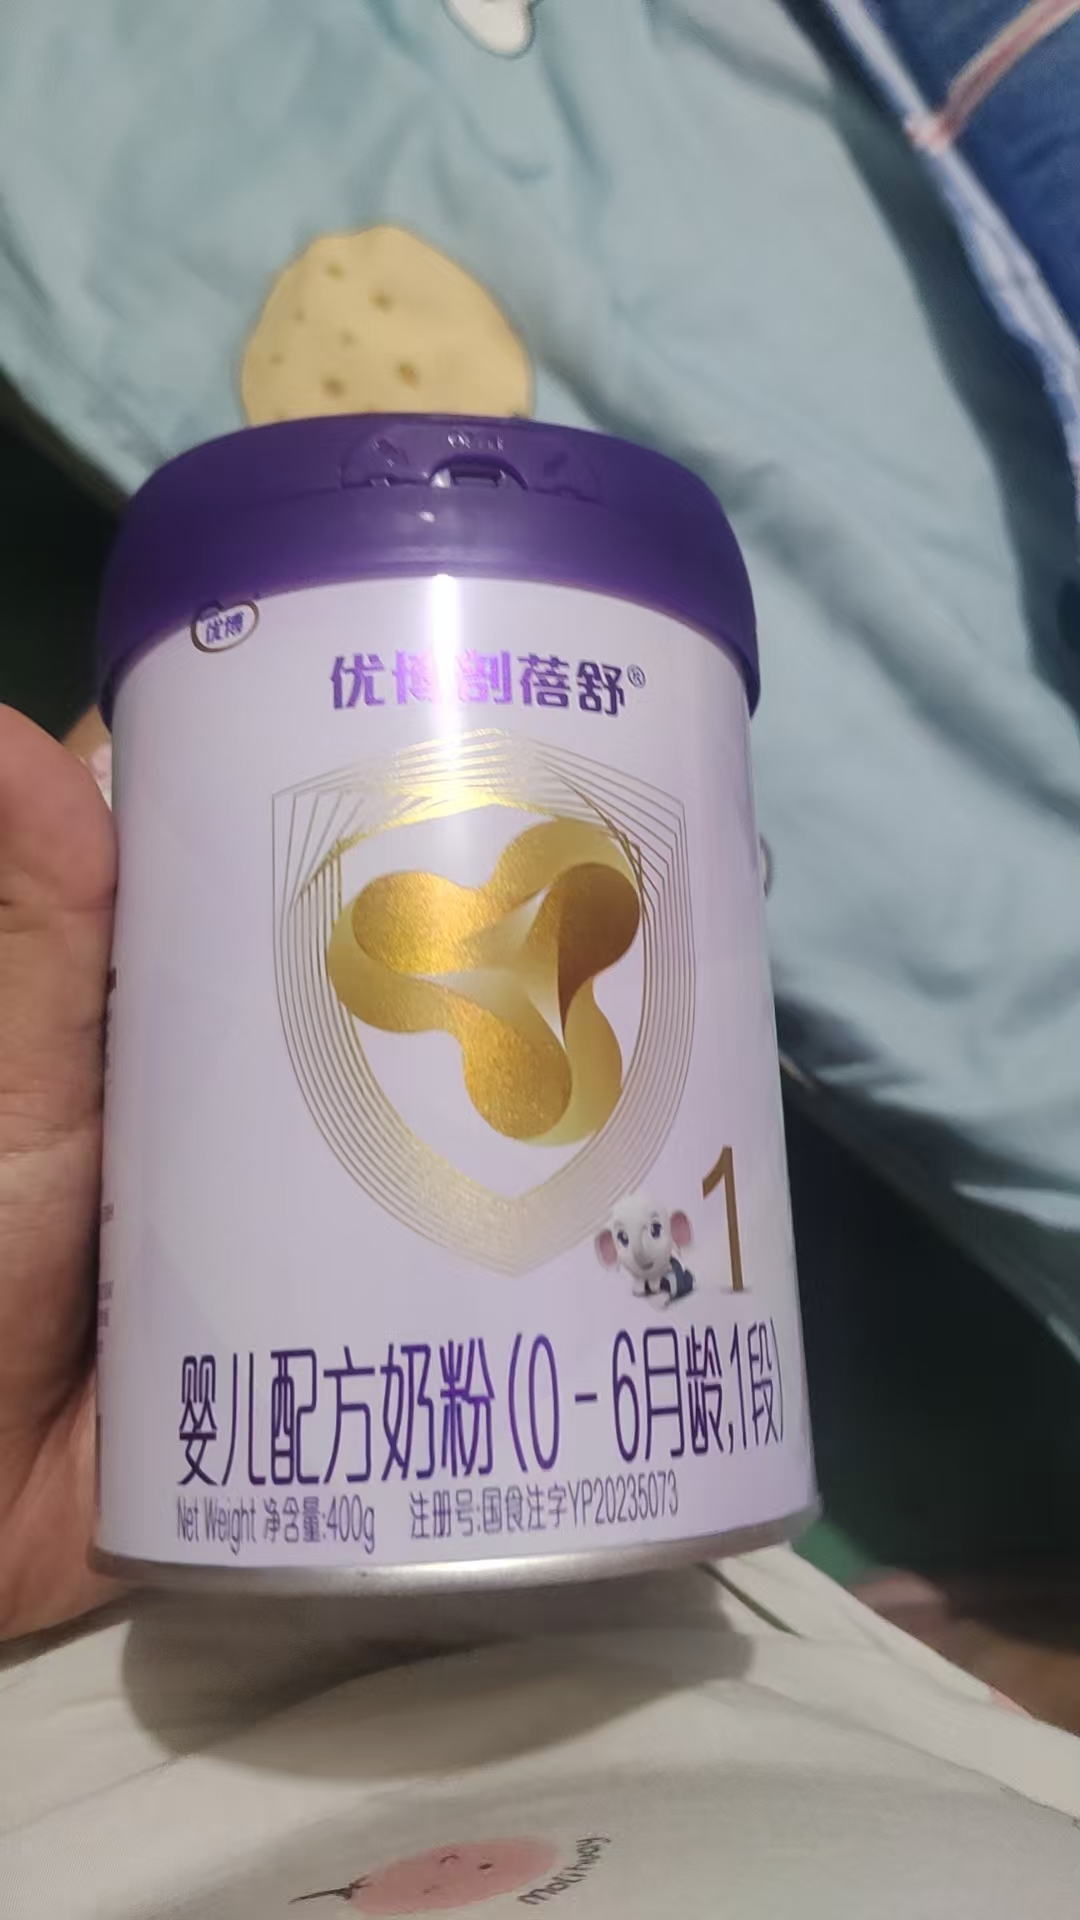 优博
优博剖蓓舒®
1
婴儿配方奶粉(0-6月龄,1段)
Net Weight 净含量:400g 注册号:国食注字YP20235073
molihuoy